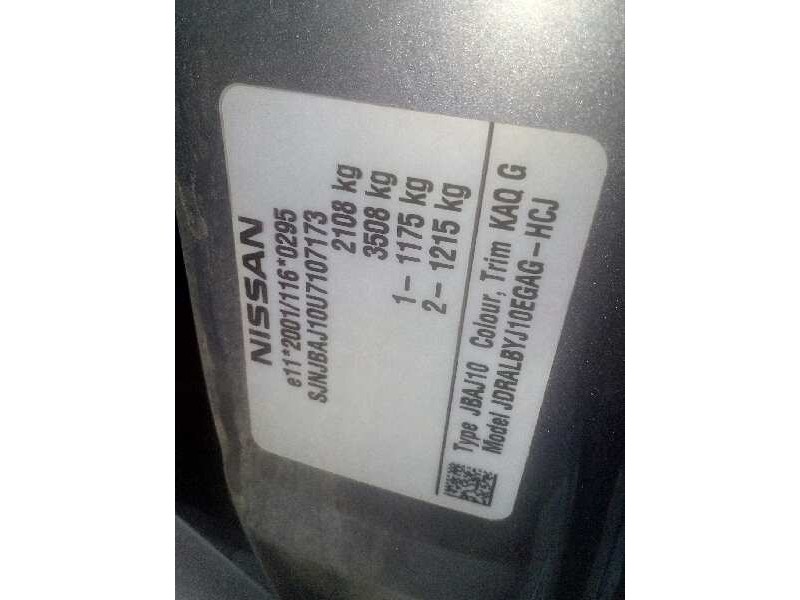 NISSAN
e11*2001/116*0295
SJNJBAJ10U7107173
2108 kg
3508 kg
1- 1175 kg
2- 1215 kg
Type JBAJ10 Colour, Trim KAQ G
Model JDRALBYJ10EGAG-HCJ